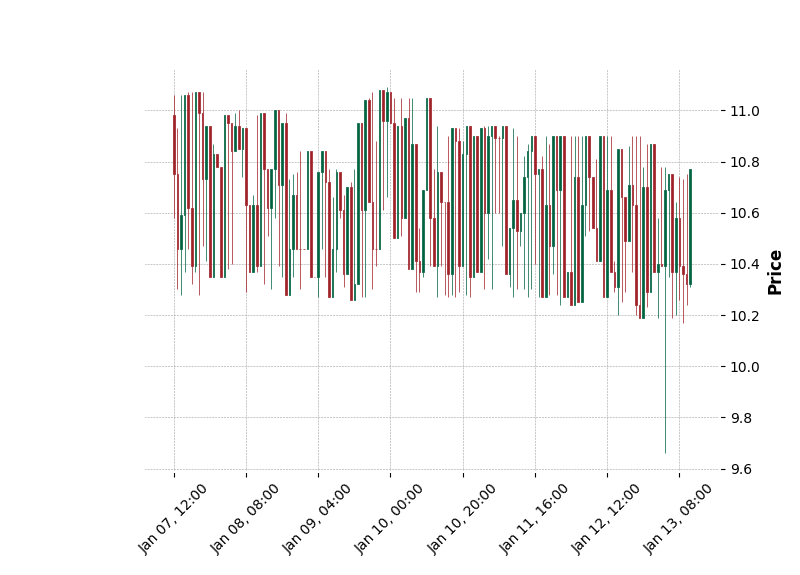 11.0
10.8
10.6
10.4
10.2
10.0
9.8
9.6
Price
Jan 07, 12:00
Jan 08, 08:00
Jan 09, 04:00
Jan 10, 00:00
Jan 10, 20:00
Jan 11, 16:00
Jan 12, 12:00
Jan 13, 08:00